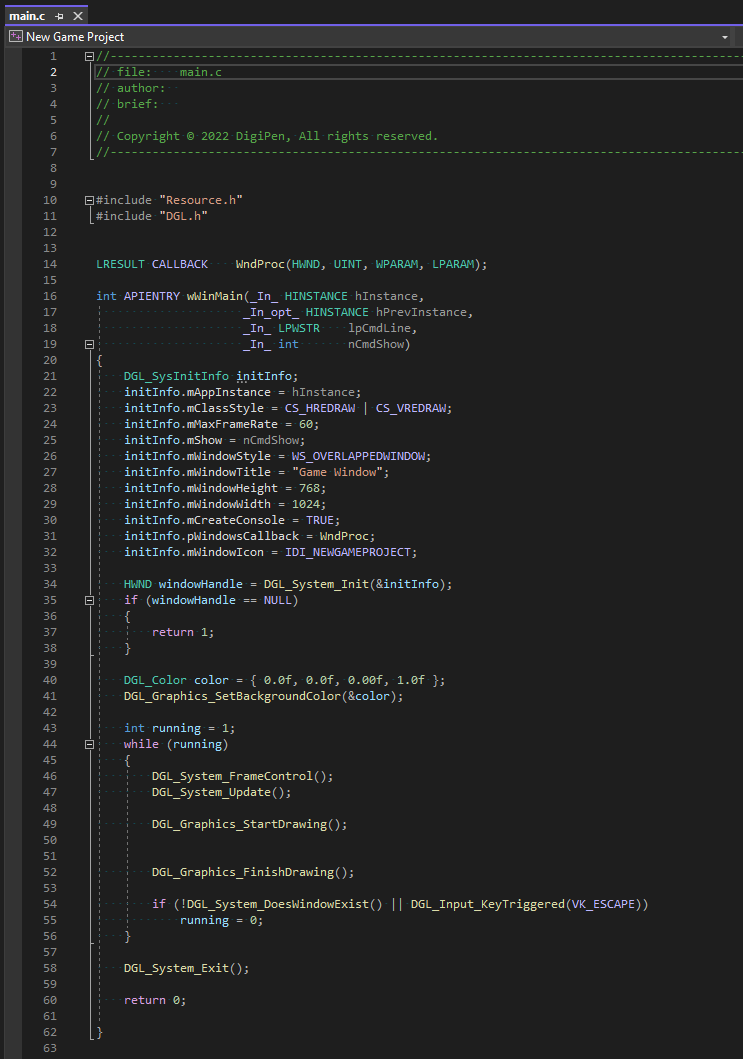 main.c
New Game Project
1 //------------------------------------------------------------------------------------------
2 // file:    main.c
3 // author:
4 // brief:
5 //
6 // Copyright © 2022 DigiPen, All rights reserved.
7 //------------------------------------------------------------------------------------------
8
9
10 #include "Resource.h"
11 #include "DGL.h"
12
13
14 LRESULT CALLBACK    WndProc(HWND, UINT, WPARAM, LPARAM);
15
16 int APIENTRY wWinMain(_In_ HINSTANCE hInstance,
17                      _In_opt_ HINSTANCE hPrevInstance,
18                      _In_ LPWSTR    lpCmdLine,
19                      _In_ int       nCmdShow)
20 {
21     DGL_SysInitInfo initInfo;
22     initInfo.mAppInstance = hInstance;
23     initInfo.mClassStyle = CS_HREDRAW | CS_VREDRAW;
24     initInfo.mMaxFrameRate = 60;
25     initInfo.mShow = nCmdShow;
26     initInfo.mWindowStyle = WS_OVERLAPPEDWINDOW;
27     initInfo.mWindowTitle = "Game Window";
28     initInfo.mWindowHeight = 768;
29     initInfo.mWindowWidth = 1024;
30     initInfo.mCreateConsole = TRUE;
31     initInfo.pWindowsCallback = WndProc;
32     initInfo.mWindowIcon = IDI_NEWGAMEPROJECT;
33
34     HWND windowHandle = DGL_System_Init(&initInfo);
35     if (windowHandle == NULL)
36     {
37         return 1;
38     }
39
40     DGL_Color color = { 0.0f, 0.0f, 0.00f, 1.0f };
41     DGL_Graphics_SetBackgroundColor(&color);
42
43     int running = 1;
44     while (running)
45     {
46         DGL_System_FrameControl();
47         DGL_System_Update();
48
49         DGL_Graphics_StartDrawing();
50
51
52         DGL_Graphics_FinishDrawing();
53
54         if (!DGL_System_DoesWindowExist() || DGL_Input_KeyTriggered(VK_ESCAPE))
55             running = 0;
56     }
57
58     DGL_System_Exit();
59
60     return 0;
61
62 }
63